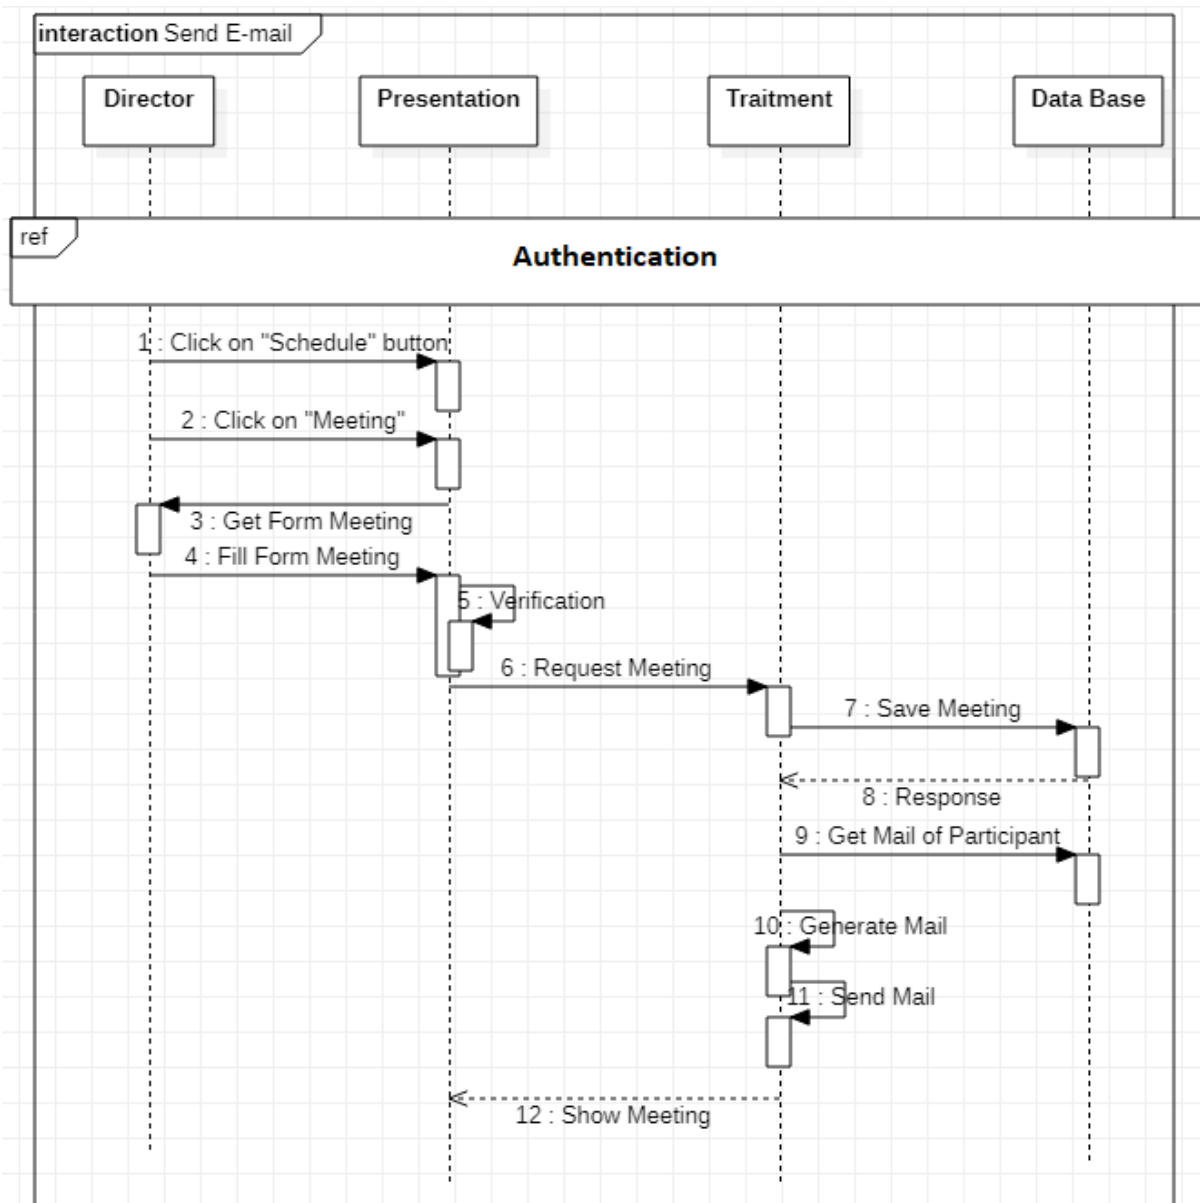 interaction Send E-mail
Director
Presentation
Traitment
Data Base
ref
Authentication
1 : Click on "Schedule" button
2 : Click on "Meeting"
3 : Get Form Meeting
4 : Fill Form Meeting
5 : Verification
6 : Request Meeting
7 : Save Meeting
8 : Response
9 : Get Mail of Participant
10 : Generate Mail
11 : Send Mail
12 : Show Meeting